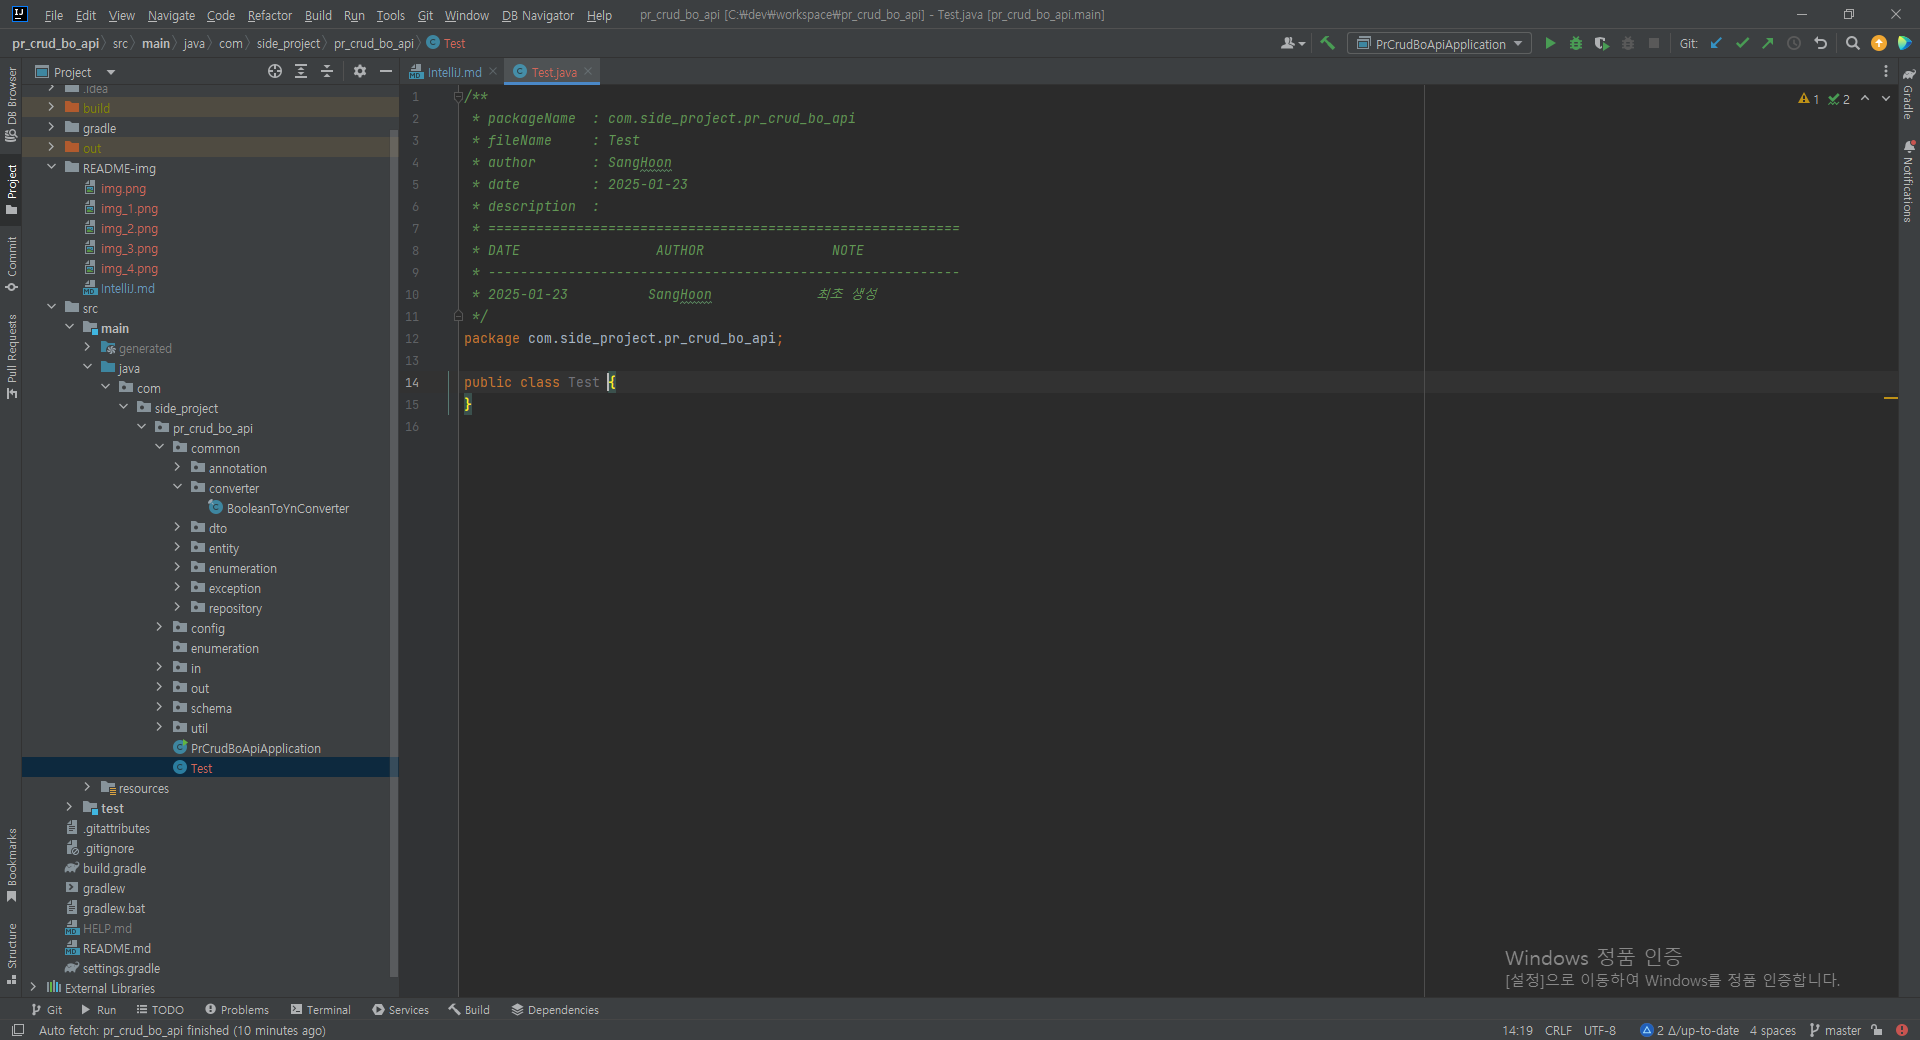 File Edit View Navigate Code Refactor Build Run Tools Git Window DB Navigator Help pr_crud_bo_api [C:₩dev₩workspace₩pr_crud_bo_api] - Test.java [pr_crud_bo_api.main]
pr_crud_bo_api src main java com side_project pr_crud_bo_api Test PrCrudBoApiApplication Git:
Project
IntelliJ.md Test.java
DB Browser
Project
Commit
Pull Requests
Bookmarks
Structure
.idea
build
gradle
out
README-img
img.png
img_1.png
img_2.png
img_3.png
img_4.png
IntelliJ.md
src
main
generated
java
com
side_project
pr_crud_bo_api
common
annotation
converter
BooleanToYnConverter
dto
entity
enumeration
exception
repository
config
enumeration
in
out
schema
util
PrCrudBoApiApplication
Test
resources
test
.gitattributes
.gitignore
build.gradle
gradlew
gradlew.bat
HELP.md
README.md
settings.gradle
External Libraries
1 /**
2 * packageName : com.side_project.pr_crud_bo_api
3 * fileName : Test
4 * author : SangHoon
5 * date : 2025-01-23
6 * description :
7 * ===========================================================
8 * DATE AUTHOR NOTE
9 * -----------------------------------------------------------
10 * 2025-01-23 SangHoon 최초 생성
11 */
12 package com.side_project.pr_crud_bo_api;
13
14 public class Test {
15 }
16
1 2
Gradle
Notifications
Windows 정품 인증
[설정]으로 이동하여 Windows를 정품 인증합니다.
Git Run TODO Problems Terminal Services Build Dependencies
Auto fetch: pr_crud_bo_api finished (10 minutes ago) 14:19 CRLF UTF-8 2 Δ/up-to-date 4 spaces master